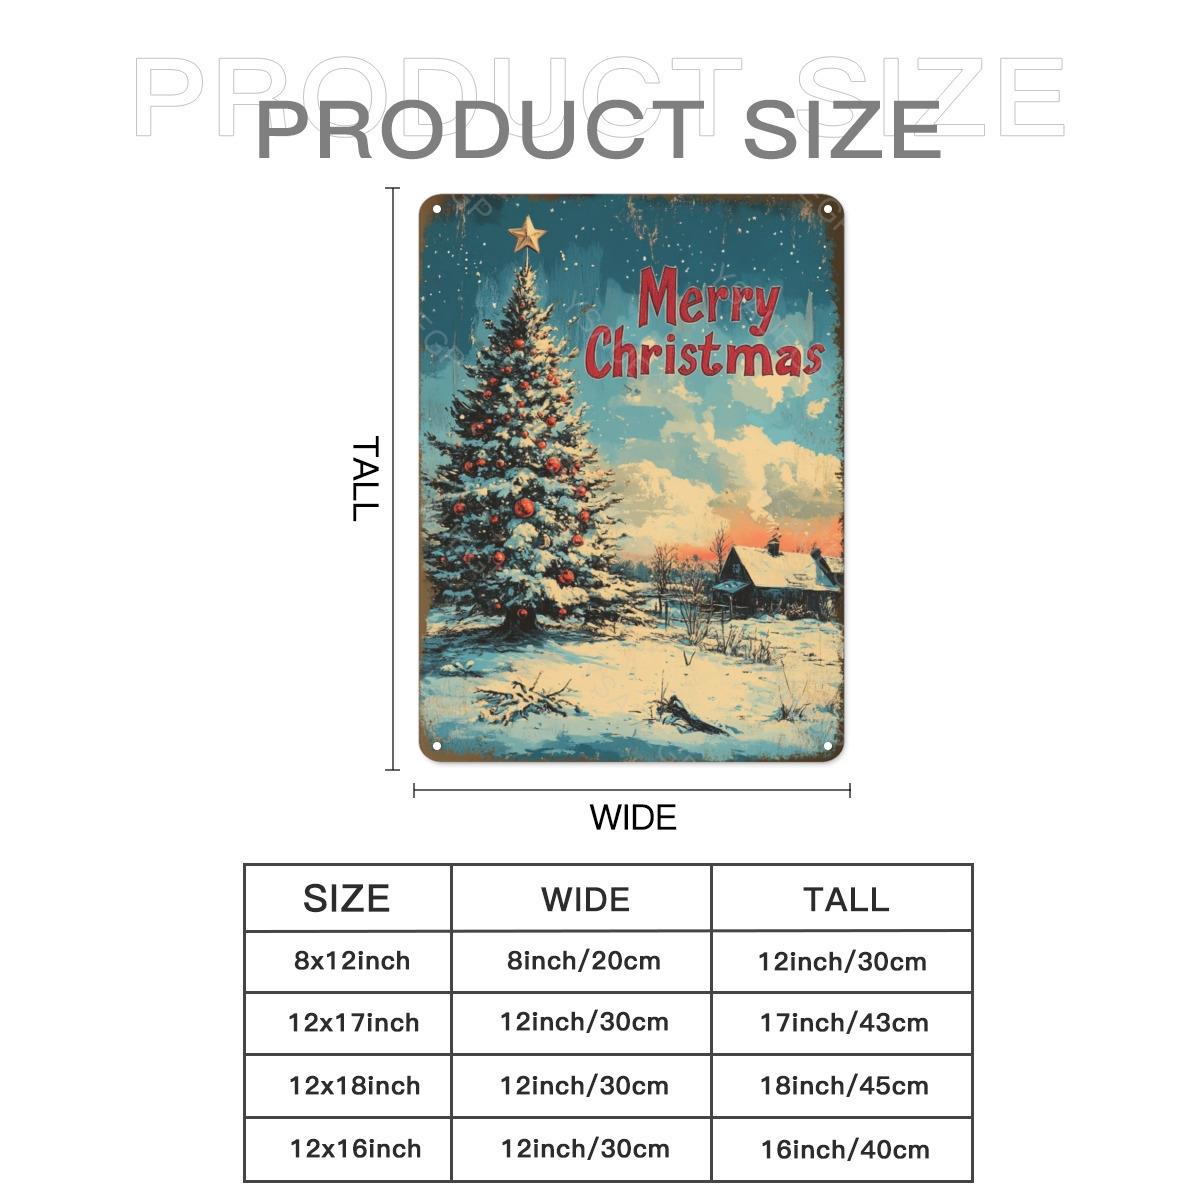 PRODUCT SIZE
PRODUCT SIZE
Merry
Christmas
TALL
WIDE
SIZE WIDE TALL
8x12inch 8inch/20cm 12inch/30cm
12x17inch 12inch/30cm 17inch/43cm
12x18inch 12inch/30cm 18inch/45cm
12x16inch 12inch/30cm 16inch/40cm